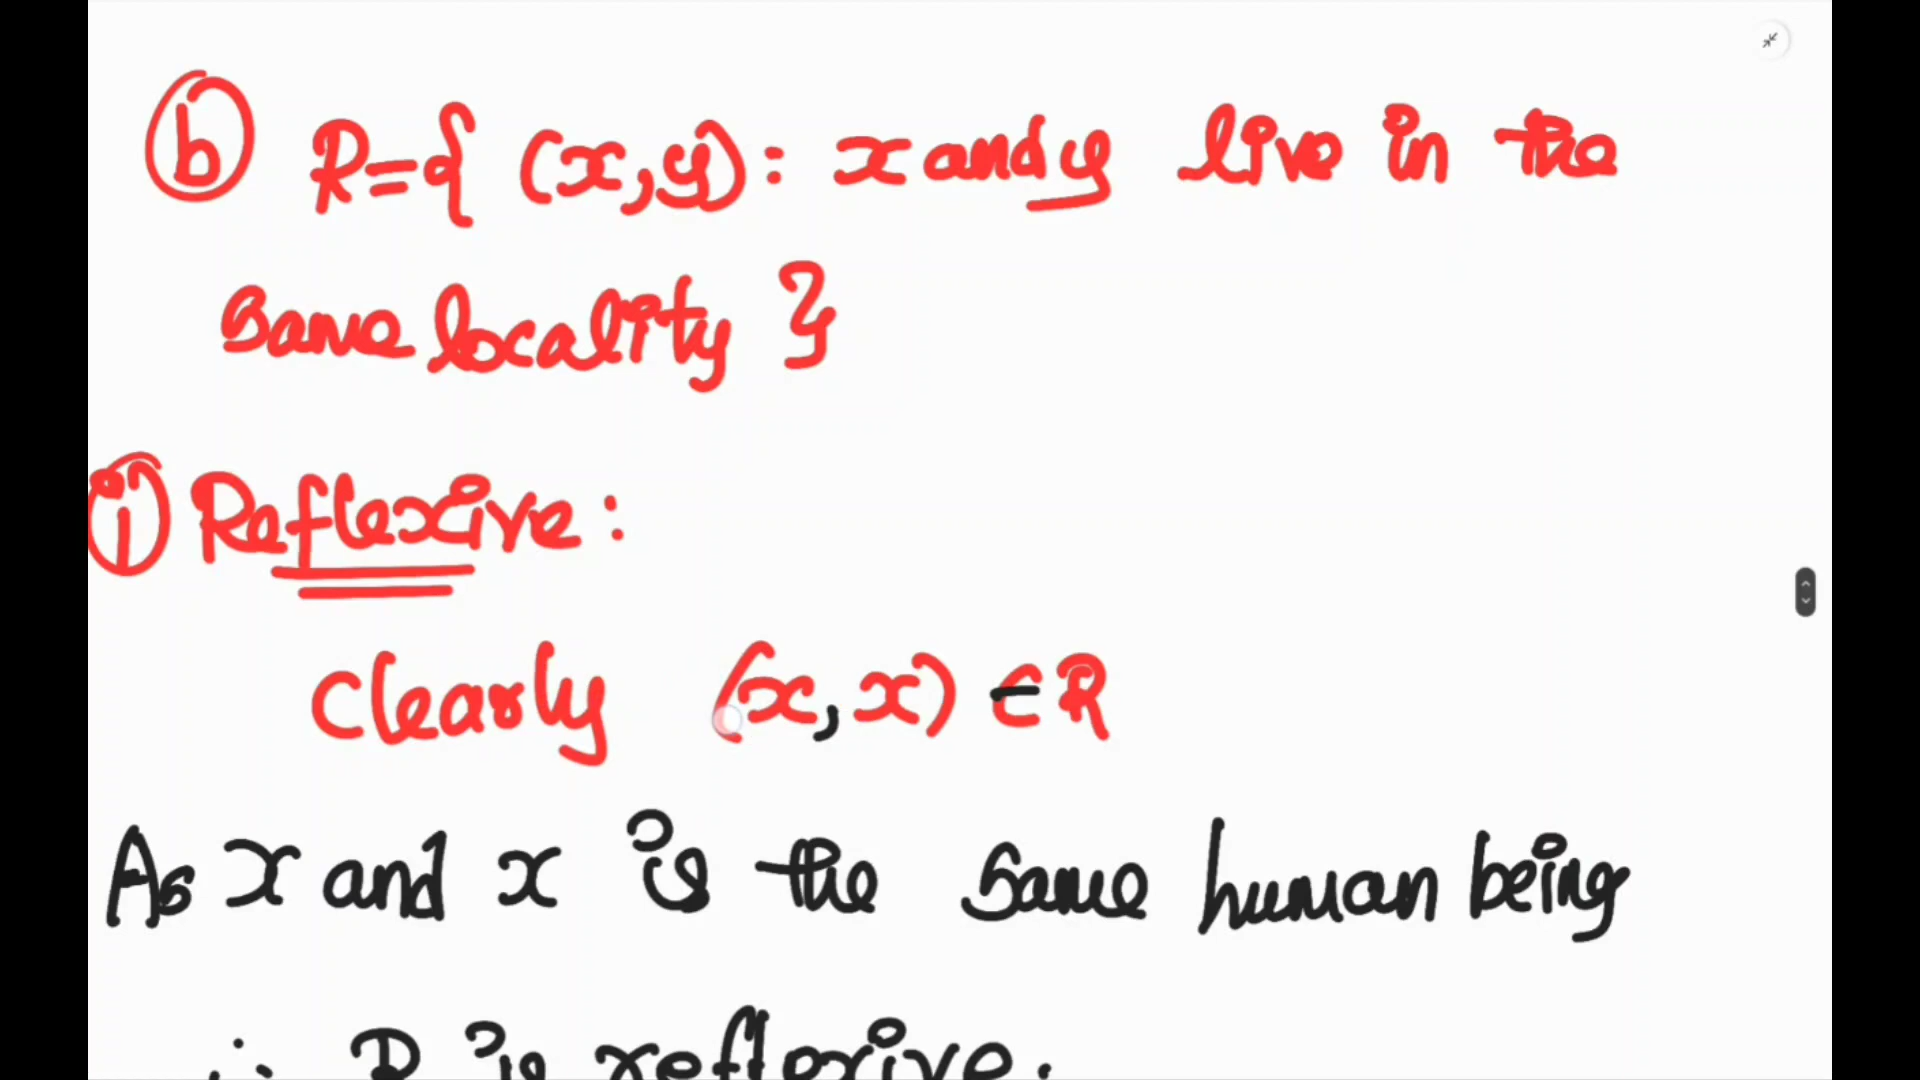 b R={ (x,y): x and y live in the
same locality }
i) Reflexive:
Clearly (x,x) ∈ R
As x and x is the same human being
∴ R is reflexive.